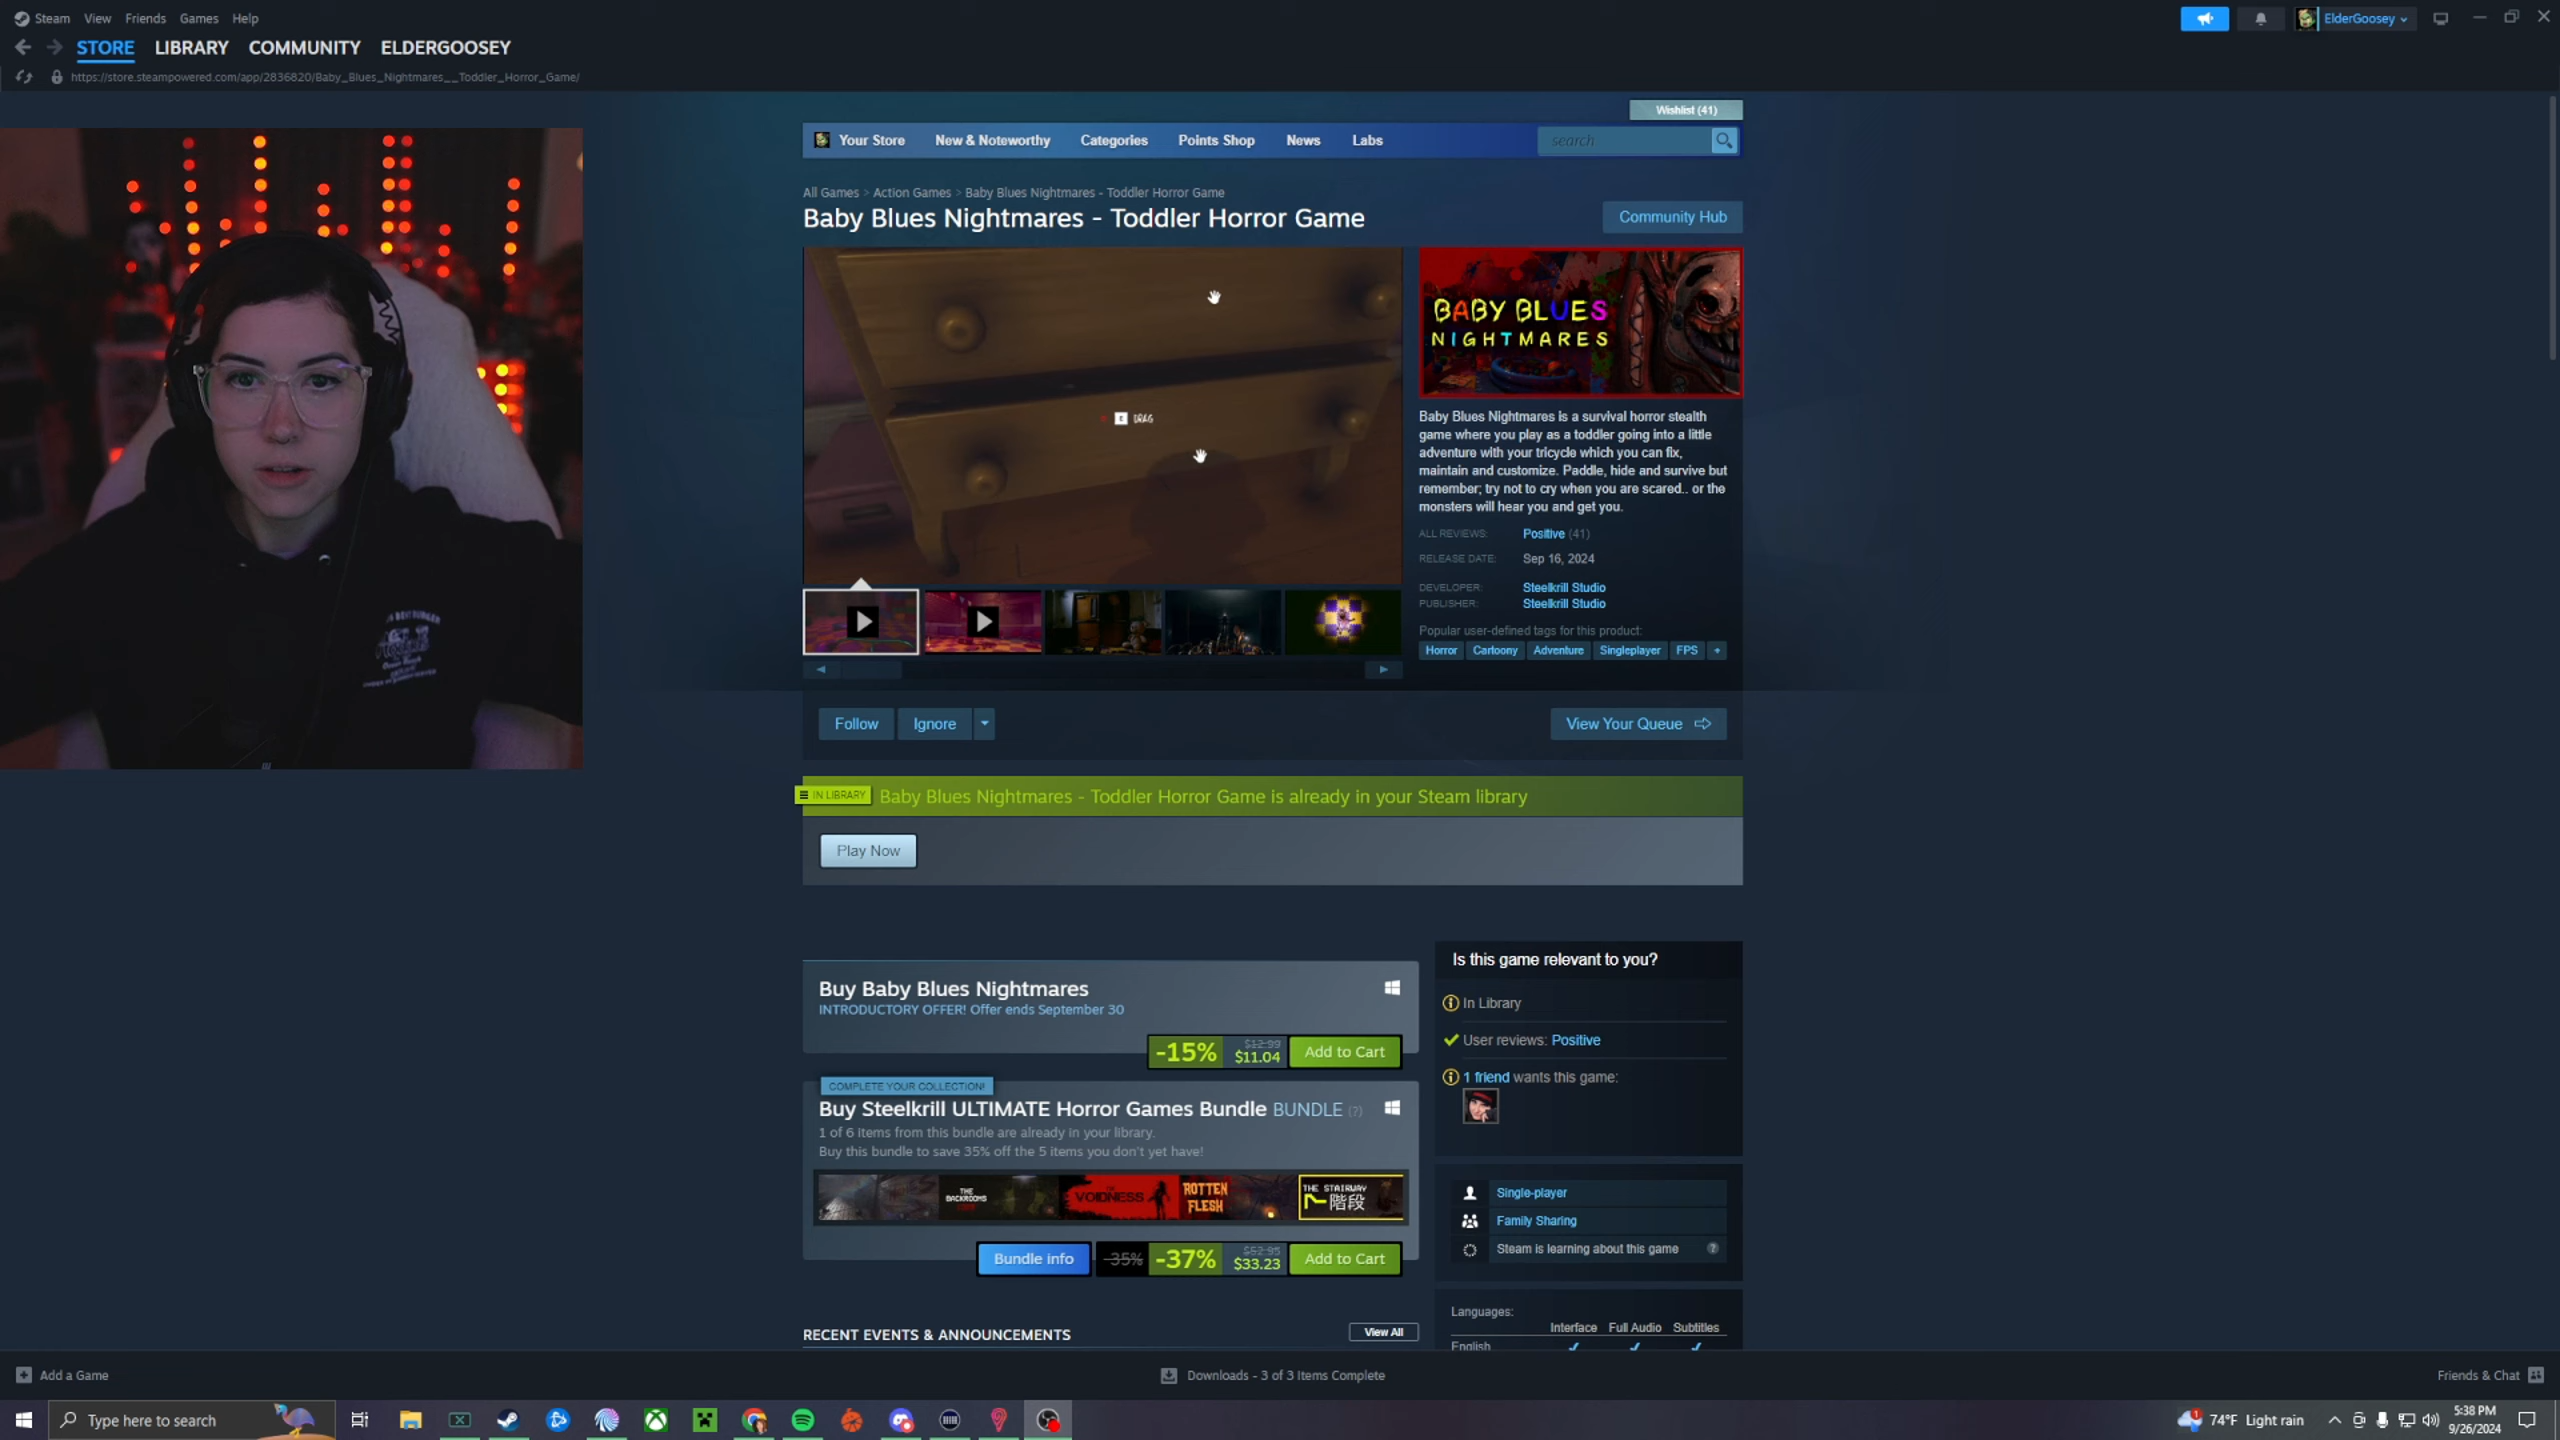 Steam View Friends Games Help
ElderGoosey
STORE LIBRARY COMMUNITY ELDERGOOSEY
https://store.steampowered.com/app/2836820/Baby_Blues_Nightmares__Toddler_Horror_Game/
Wishlist (41)
Your Store New & Noteworthy Categories Points Shop News Labs search
All Games > Action Games > Baby Blues Nightmares - Toddler Horror Game
Baby Blues Nightmares - Toddler Horror Game
Community Hub
E DRAG
BABY BLUES
NIGHTMARES
Baby Blues Nightmares is a survival horror stealth
game where you play as a toddler going into a little
adventure with your tricycle which you can fix,
maintain and customize. Paddle, hide and survive but
remember; try not to cry when you are scared.. or the
monsters will hear you and get you.
ALL REVIEWS: Positive (41)
RELEASE DATE: Sep 16, 2024
DEVELOPER: Steelkrill Studio
PUBLISHER: Steelkrill Studio
Popular user-defined tags for this product:
Horror Cartoony Adventure Singleplayer FPS +
Follow Ignore View Your Queue
IN LIBRARY Baby Blues Nightmares - Toddler Horror Game is already in your Steam library
Play Now
Buy Baby Blues Nightmares
INTRODUCTORY OFFER! Offer ends September 30
-15% $12.99 $11.04 Add to Cart
COMPLETE YOUR COLLECTION!
Buy Steelkrill ULTIMATE Horror Games Bundle BUNDLE (?)
1 of 6 items from this bundle are already in your library.
Buy this bundle to save 35% off the 5 items you don't yet have!
THE BACKROOMS
VOIDNESS
ROTTEN FLESH
THE STAIRWAY 7 階段
Bundle info -35% -37% $52.95 $33.23 Add to Cart
RECENT EVENTS & ANNOUNCEMENTS View All
Is this game relevant to you?
In Library
User reviews: Positive
1 friend wants this game:
Single-player
Family Sharing
Steam is learning about this game ?
Languages:
Interface Full Audio Subtitles
English
Add a Game
Downloads - 3 of 3 Items Complete
Friends & Chat
Type here to search
74°F Light rain
5:38 PM
9/26/2024